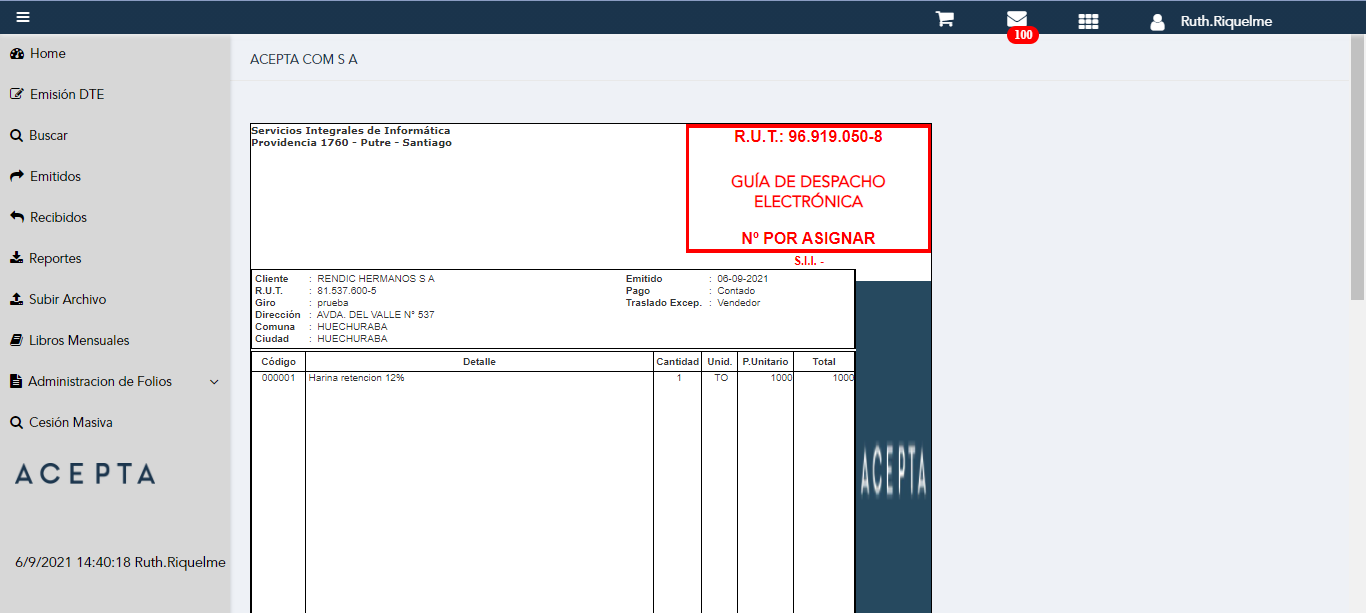 Ruth.Riquelme
100
Home
Emisión DTE
Buscar
Emitidos
Recibidos
Reportes
Subir Archivo
Libros Mensuales
Administracion de Folios
Cesión Masiva
ACEPTA
6/9/2021 14:40:18 Ruth.Riquelme
ACEPTA COM S A
Servicios Integrales de Informática
Providencia 1760 - Putre - Santiago
R.U.T.: 96.919.050-8
GUÍA DE DESPACHO
ELECTRÓNICA
Nº POR ASIGNAR
S.I.I. -
Cliente : RENDIC HERMANOS S A Emitido : 06-09-2021
R.U.T. : 81.537.600-5 Pago : Contado
Giro : prueba Traslado Excep. : Vendedor
Dirección : AVDA. DEL VALLE N° 537
Comuna : HUECHURABA
Ciudad : HUECHURABA
Código Detalle Cantidad Unid. P.Unitario Total
000001 Harina retencion 12% 1 TO 1000 1000
ACEPTA